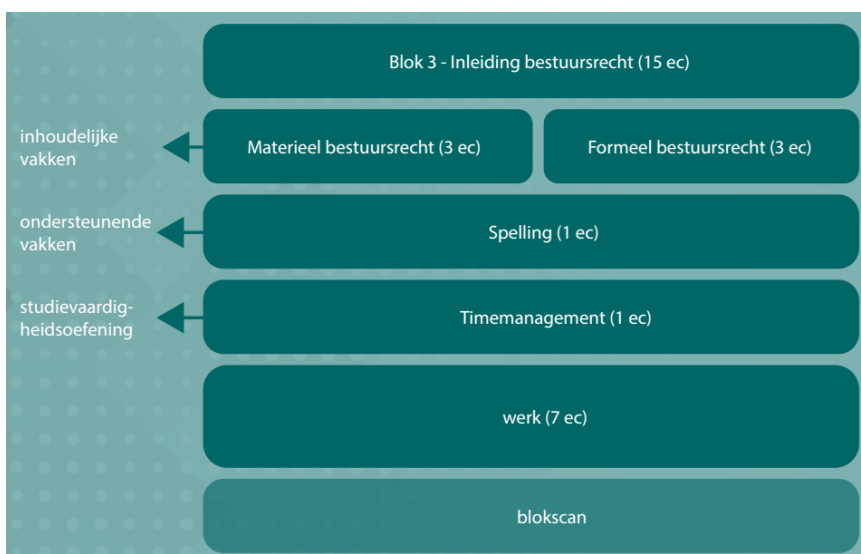 Blok 3 - Inleiding bestuursrecht (15 ec)
inhoudelijke
vakken
Materieel bestuursrecht (3 ec)
Formeel bestuursrecht (3 ec)
ondersteunende
vakken
Spelling (1 ec)
studievaardig-
heidsoefening
Timemanagement (1 ec)
werk (7 ec)
blokscan